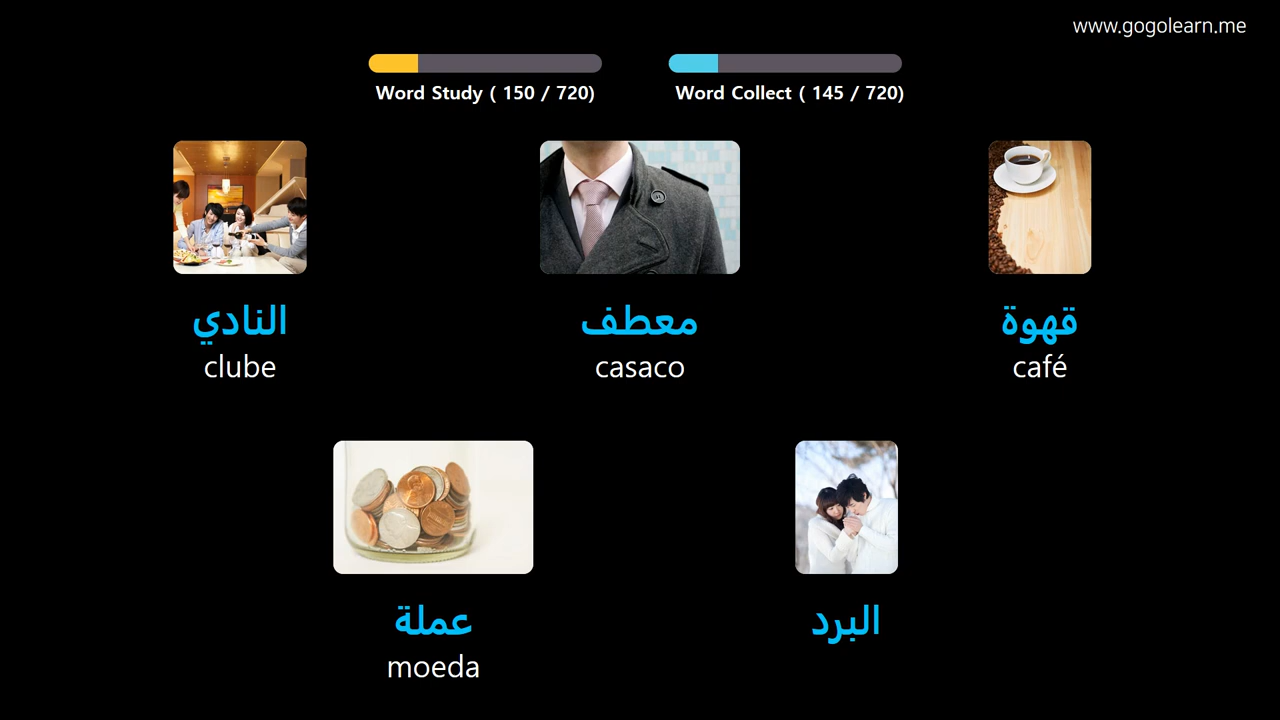 www.gogolearn.me
Word Study ( 150 / 720)
Word Collect ( 145 / 720)
النادي
clube
معطف
casaco
قهوة
café
عملة
moeda
البرد